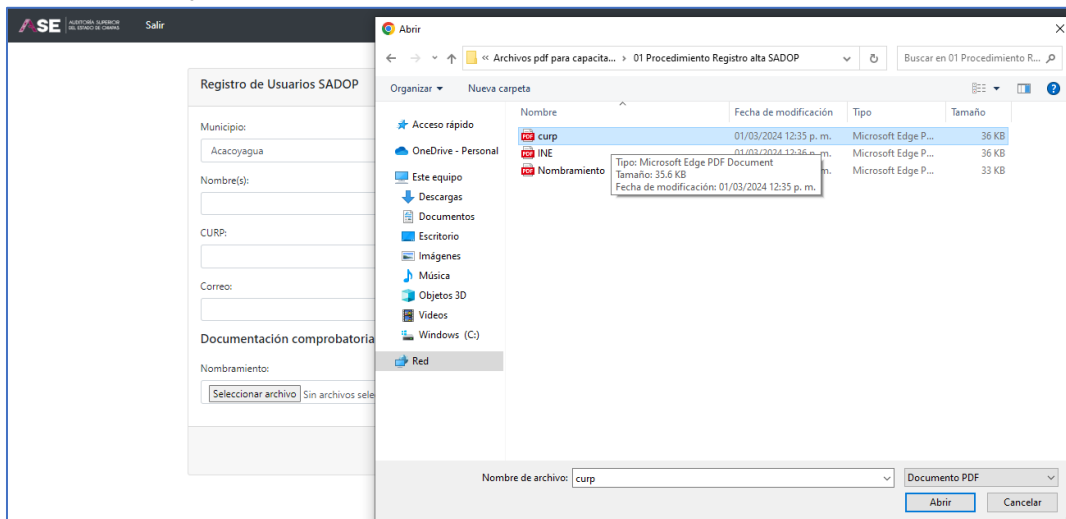 ASE AUDITORÍA SUPERIOR DEL ESTADO DE CHIAPAS Salir
Registro de Usuarios SADOP
Municipio:
Acacoyagua
Nombre(s):
CURP:
Correo:
Documentación comprobatoria
Nombramiento:
Seleccionar archivo Sin archivos sele
Abrir
« Archivos pdf para capacita... › 01 Procedimiento Registro alta SADOP
Buscar en 01 Procedimiento R...
Organizar Nueva carpeta
Nombre Fecha de modificación Tipo Tamaño
Acceso rápido
OneDrive - Personal
Este equipo
Descargas
Documentos
Escritorio
Imágenes
Música
Objetos 3D
Videos
Windows (C:)
Red
curp 01/03/2024 12:35 p. m. Microsoft Edge P... 36 KB
INE 01/03/2024 12:36 p. m. Microsoft Edge P... 36 KB
Nombramiento m. Microsoft Edge P... 33 KB
Tipo: Microsoft Edge PDF Document
Tamaño: 35.6 KB
Fecha de modificación: 01/03/2024 12:35 p. m.
Nombre de archivo: curp Documento PDF
Abrir Cancelar